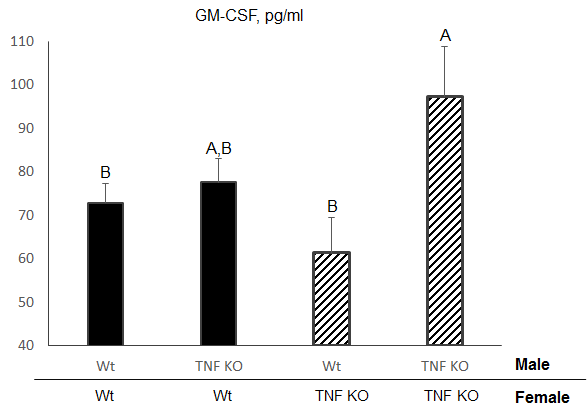 GM-CSF, pg/ml
110
100
90
80
70
60
50
40
B
A,B
B
A
Wt TNF KO Wt TNF KO Male
Wt Wt TNF KO TNF KO Female